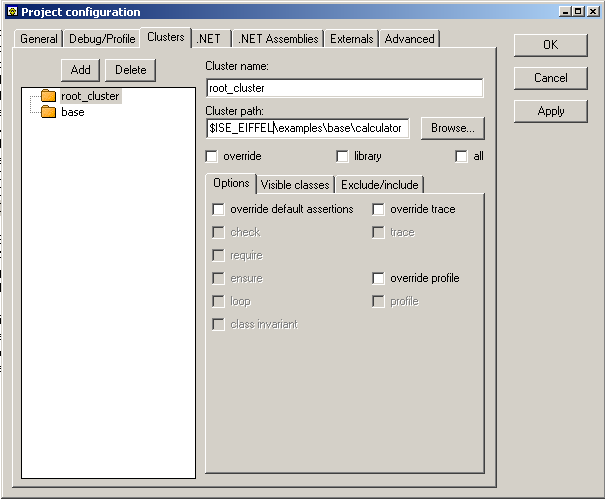 Project configuration
General Debug/Profile Clusters .NET .NET Assemblies Externals Advanced
OK
Cancel
Apply
Add Delete
root_cluster
base
Cluster name:
root_cluster
Cluster path:
$ISE_EIFFEL\examples\base\calculator Browse...
override library all
Options Visible classes Exclude/include
override default assertions override trace
check trace
require
ensure override profile
loop profile
class invariant